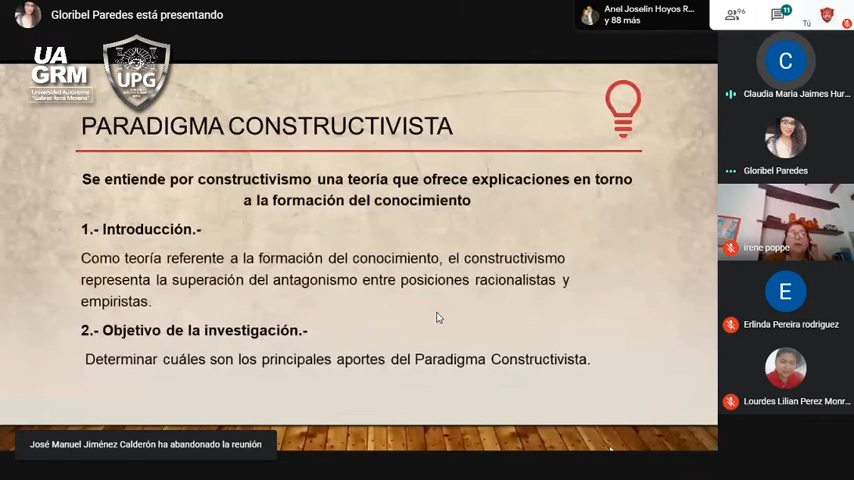 Gloribel Paredes está presentando
Anel Joselin Hoyos R...
y 88 más
96
11
Tú
UA
GRM
Universidad Autónoma
"Gabriel René Moreno"
UPG
PARADIGMA CONSTRUCTIVISTA
Se entiende por constructivismo una teoría que ofrece explicaciones en torno
a la formación del conocimiento
1.- Introducción.-
Como teoría referente a la formación del conocimiento, el constructivismo
representa la superación del antagonismo entre posiciones racionalistas y
empiristas.
2.- Objetivo de la investigación.-
Determinar cuáles son los principales aportes del Paradigma Constructivista.
C
Claudia Maria Jaimes Hur...
Gloribel Paredes
irene poppe
E
Erlinda Pereira rodriguez
Lourdes Lilian Perez Monr...
José Manuel Jiménez Calderón ha abandonado la reunión